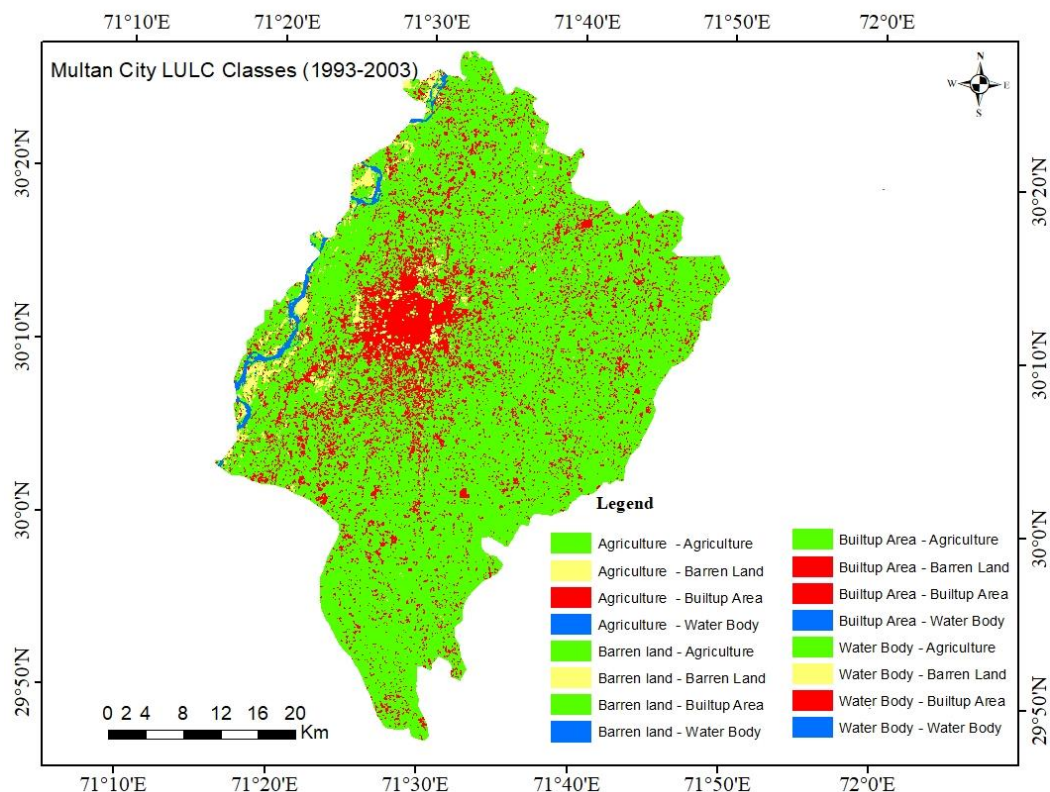 71°10'E 71°20'E 71°30'E 71°40'E 71°50'E 72°0'E
Multan City LULC Classes (1993-2003)
N
W E
S
30°20'N 30°20'N
30°10'N 30°10'N
30°0'N 30°0'N
29°50'N 29°50'N
Legend
Agriculture - Agriculture
Agriculture - Barren Land
Agriculture - Builtup Area
Agriculture - Water Body
Barren land - Agriculture
Barren land - Barren Land
Barren land - Builtup Area
Barren land - Water Body
Builtup Area - Agriculture
Builtup Area - Barren Land
Builtup Area - Builtup Area
Builtup Area - Water Body
Water Body - Agriculture
Water Body - Barren Land
Water Body - Builtup Area
Water Body - Water Body
0 2 4 8 12 16 20
Km
71°10'E 71°20'E 71°30'E 71°40'E 71°50'E 72°0'E